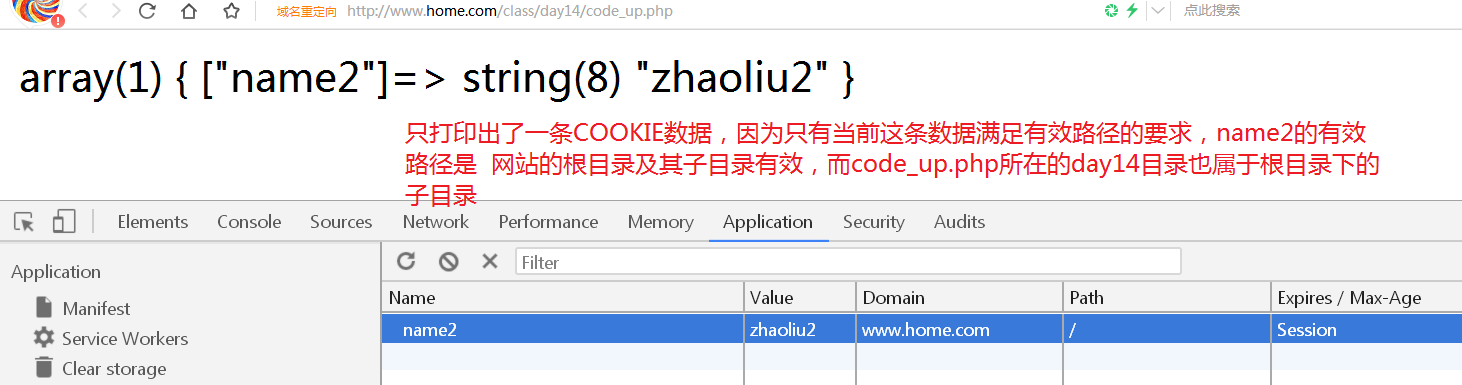 域名重定向 http://www.home.com/class/day14/code_up.php 点此搜索
array(1) { ["name2"]=> string(8) "zhaoliu2" }
只打印出了一条COOKIE数据，因为只有当前这条数据满足有效路径的要求，name2的有效
路径是 网站的根目录及其子目录有效，而code_up.php所在的day14目录也属于根目录下的
子目录
Elements Console Sources Network Performance Memory Application Security Audits
Application
Filter
Name Value Domain Path Expires / Max-Age
Manifest
name2 zhaoliu2 www.home.com / Session
Service Workers
Clear storage